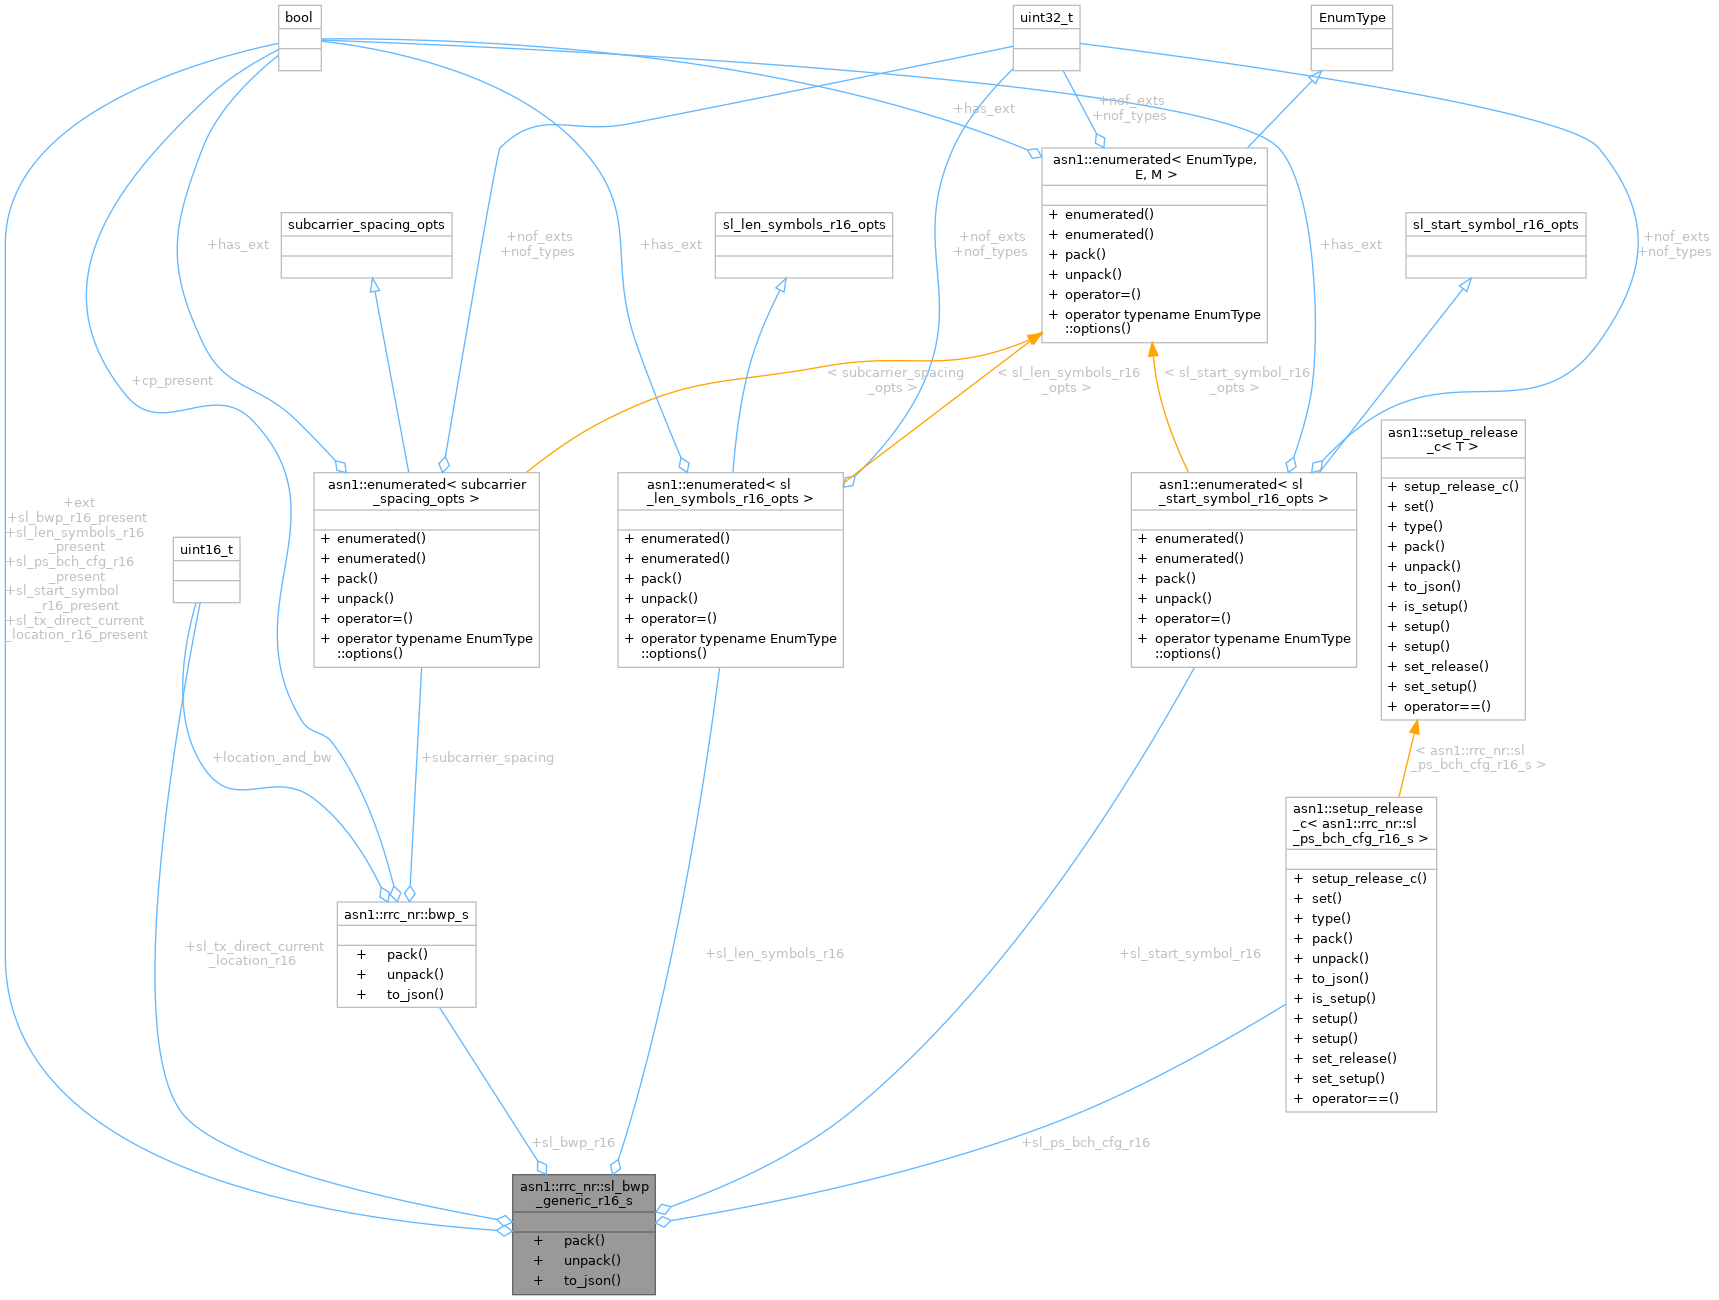 bool
uint32_t
EnumType
+has_ext
+nof_exts
+nof_types
asn1::enumerated< EnumType,
E, M >
+ enumerated()
+ enumerated()
+ pack()
+ unpack()
+ operator=()
+ operator typename EnumType
::options()
subcarrier_spacing_opts
sl_len_symbols_r16_opts
sl_start_symbol_r16_opts
+has_ext
+nof_exts
+nof_types
+has_ext
+nof_exts
+nof_types
+has_ext
+nof_exts
+nof_types
+cp_present
< subcarrier_spacing
_opts >
< sl_len_symbols_r16
_opts >
< sl_start_symbol_r16
_opts >
asn1::setup_release
_c< T >
+ setup_release_c()
+ set()
+ type()
+ pack()
+ unpack()
+ to_json()
+ is_setup()
+ setup()
+ setup()
+ set_release()
+ set_setup()
+ operator==()
asn1::enumerated< subcarrier
_spacing_opts >
+ enumerated()
+ enumerated()
+ pack()
+ unpack()
+ operator=()
+ operator typename EnumType
::options()
asn1::enumerated< sl
_len_symbols_r16_opts >
+ enumerated()
+ enumerated()
+ pack()
+ unpack()
+ operator=()
+ operator typename EnumType
::options()
asn1::enumerated< sl
_start_symbol_r16_opts >
+ enumerated()
+ enumerated()
+ pack()
+ unpack()
+ operator=()
+ operator typename EnumType
::options()
+ext
+sl_bwp_r16_present
+sl_len_symbols_r16
_present
+sl_ps_bch_cfg_r16
_present
+sl_start_symbol
_r16_present
+sl_tx_direct_current
_location_r16_present
uint16_t
+location_and_bw
+subcarrier_spacing
< asn1::rrc_nr::sl
_ps_bch_cfg_r16_s >
asn1::setup_release
_c< asn1::rrc_nr::sl
_ps_bch_cfg_r16_s >
+ setup_release_c()
+ set()
+ type()
+ pack()
+ unpack()
+ to_json()
+ is_setup()
+ setup()
+ setup()
+ set_release()
+ set_setup()
+ operator==()
asn1::rrc_nr::bwp_s
+ pack()
+ unpack()
+ to_json()
+sl_tx_direct_current
_location_r16
+sl_len_symbols_r16
+sl_start_symbol_r16
+sl_bwp_r16
+sl_ps_bch_cfg_r16
asn1::rrc_nr::sl_bwp
_generic_r16_s
+ pack()
+ unpack()
+ to_json()